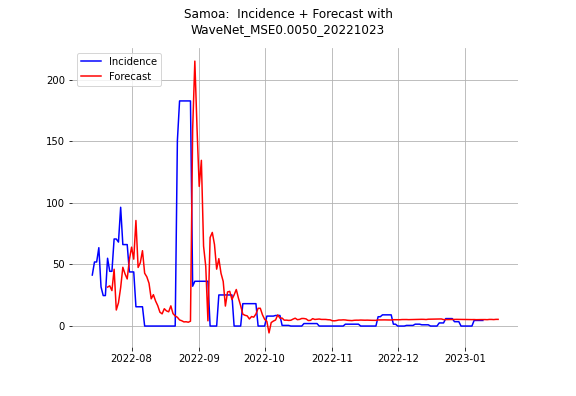 Samoa:  Incidence + Forecast with
WaveNet_MSE0.0050_20221023
Incidence
Forecast
200
150
100
50
0
2022-08
2022-09
2022-10
2022-11
2022-12
2023-01